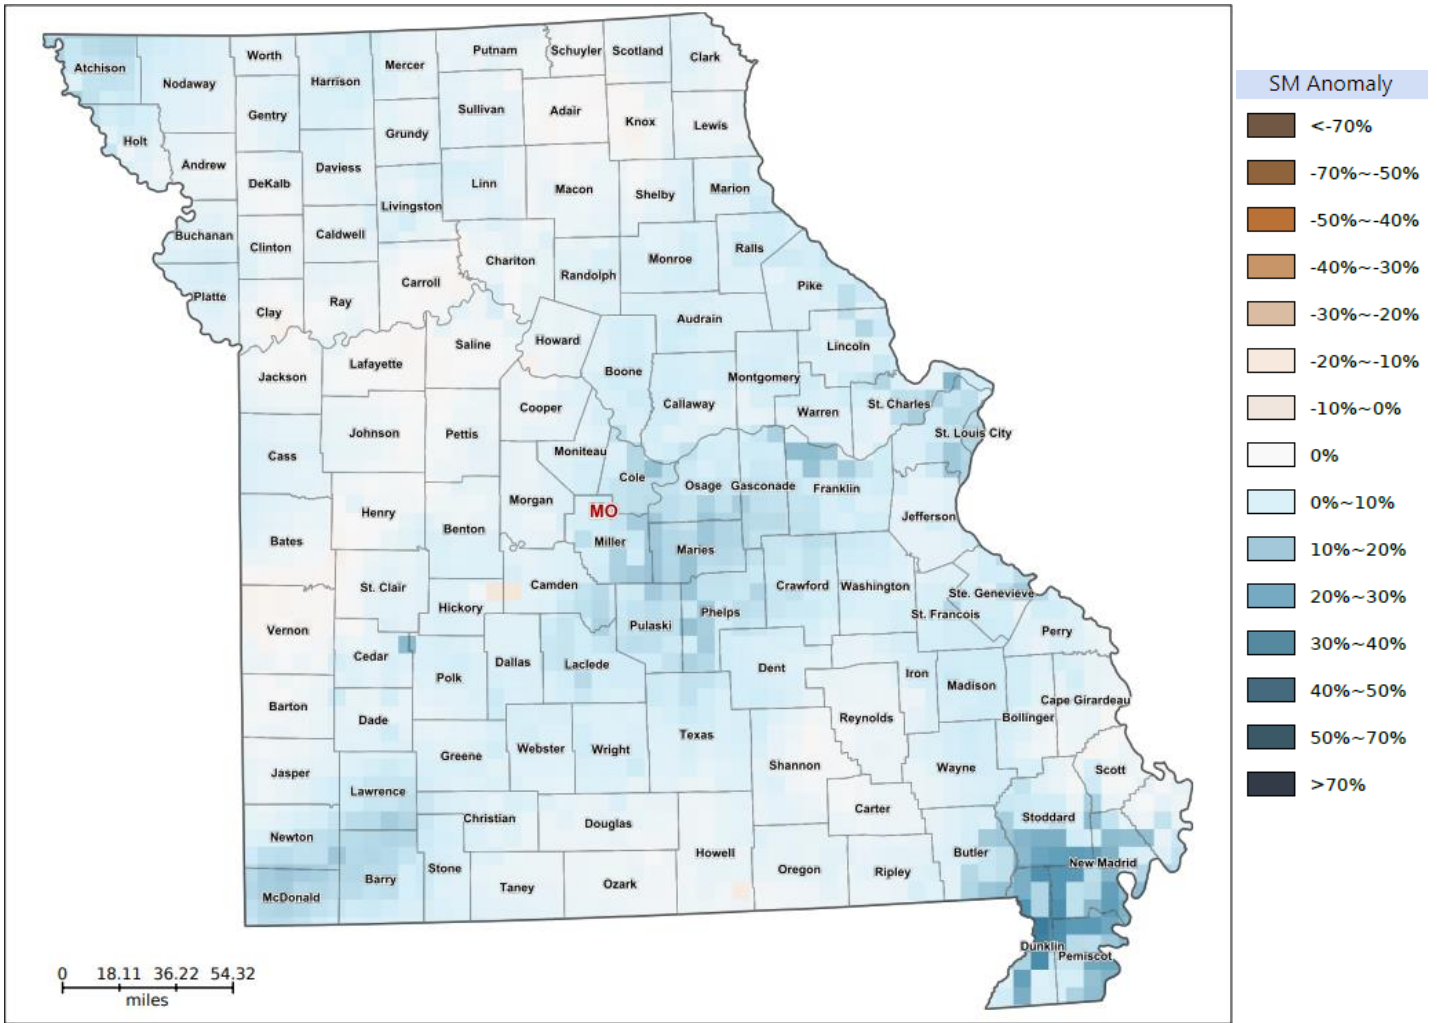 SM Anomaly
<-70%
-70%~-50%
-50%~-40%
-40%~-30%
-30%~-20%
-20%~-10%
-10%~0%
0%
0%~10%
10%~20%
20%~30%
30%~40%
40%~50%
50%~70%
>70%
Atchison
Nodaway
Worth
Harrison
Mercer
Putnam
Schuyler
Scotland
Clark
Holt
Andrew
Gentry
DeKalb
Daviess
Grundy
Sullivan
Adair
Knox
Lewis
Livingston
Linn
Macon
Shelby
Marion
Buchanan
Clinton
Caldwell
Carroll
Chariton
Randolph
Monroe
Ralls
Pike
Platte
Clay
Ray
Audrain
Saline
Howard
Boone
Lincoln
Jackson
Lafayette
Cooper
Callaway
Montgomery
Warren
St. Charles
St. Louis City
Cass
Johnson
Pettis
Moniteau
Cole
Osage
Gasconade
Franklin
Jefferson
Morgan
MO
Miller
Maries
Bates
Henry
Benton
Camden
St. Clair
Hickory
Pulaski
Phelps
Crawford
Washington
Ste. Genevieve
St. Francois
Perry
Vernon
Cedar
Polk
Dallas
Laclede
Dent
Iron
Madison
Bollinger
Cape Girardeau
Barton
Dade
Greene
Webster
Wright
Texas
Reynolds
Shannon
Wayne
Scott
Jasper
Lawrence
Christian
Douglas
Carter
Stoddard
Newton
Barry
Stone
Taney
Ozark
Howell
Oregon
Ripley
Butler
New Madrid
McDonald
Dunklin
Pemiscot
0 18.11 36.22 54.32
miles